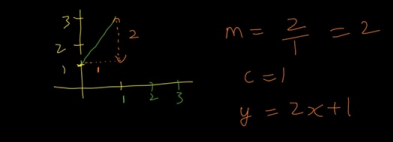 3
2
1
2
1
1 2 3
m = 2/1 = 2
c = 1
y = 2x+1